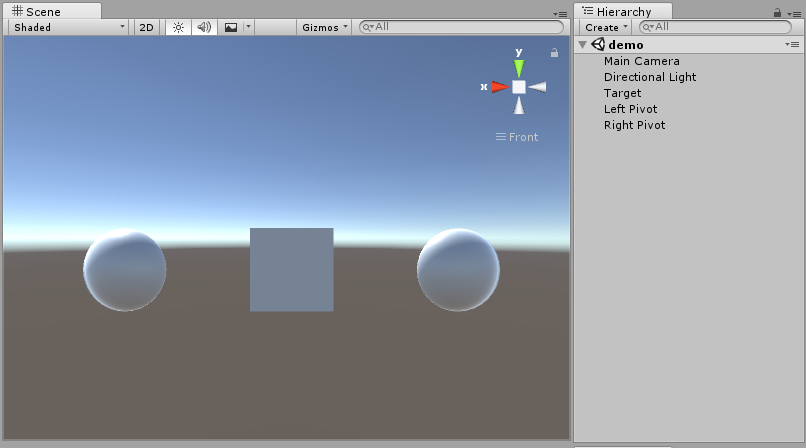 Scene
Shaded 2D Gizmos All
y
x
Front
Hierarchy
Create All
demo
Main Camera
Directional Light
Target
Left Pivot
Right Pivot